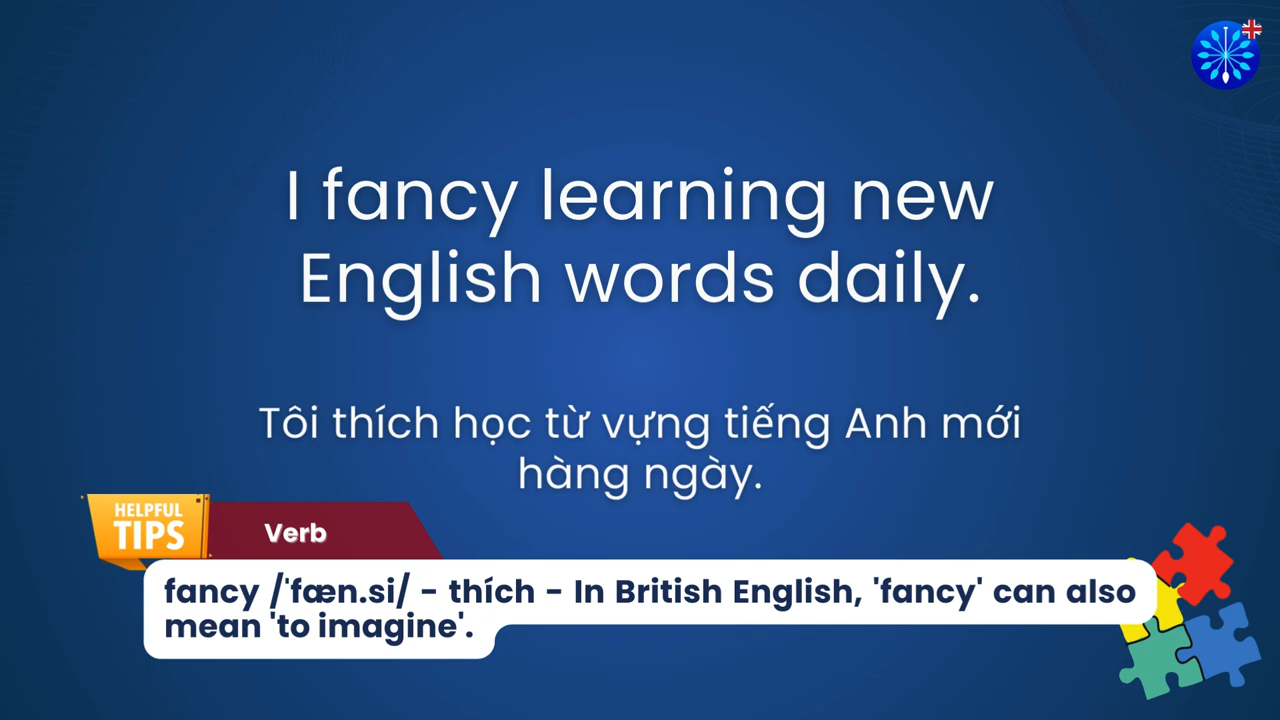 I fancy learning new
English words daily.
Tôi thích học từ vựng tiếng Anh mới
hàng ngày.
HELPFUL
TIPS
Verb
fancy /ˈfæn.si/ - thích - In British English, 'fancy' can also
mean 'to imagine'.